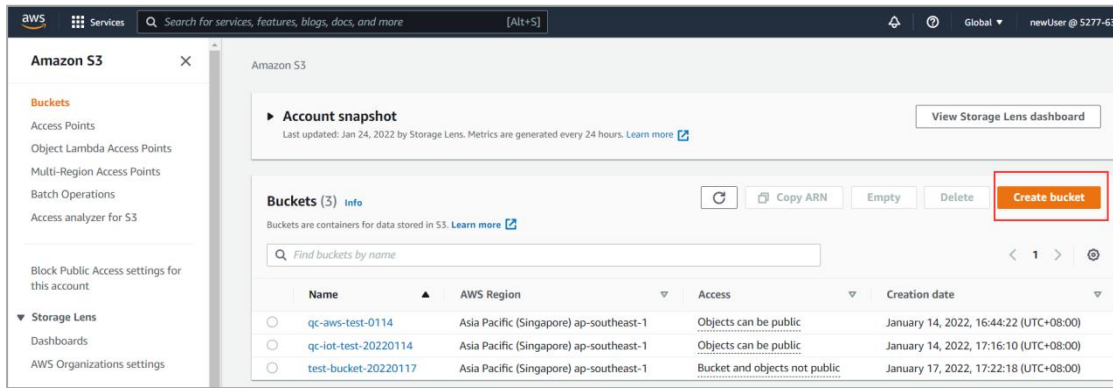 aws Services Search for services, features, blogs, docs, and more [Alt+S] Global newUser @ 5277-63
Amazon S3
Buckets
Access Points
Object Lambda Access Points
Multi-Region Access Points
Batch Operations
Access analyzer for S3
Block Public Access settings for
this account
Storage Lens
Dashboards
AWS Organizations settings
Amazon S3
Account snapshot
Last updated: Jan 24, 2022 by Storage Lens. Metrics are generated every 24 hours. Learn more
View Storage Lens dashboard
Buckets (3) Info
Buckets are containers for data stored in S3. Learn more
Copy ARN Empty Delete Create bucket
Find buckets by name
1
Name AWS Region Access Creation date
qc-aws-test-0114 Asia Pacific (Singapore) ap-southeast-1 Objects can be public January 14, 2022, 16:44:22 (UTC+08:00)
qc-iot-test-20220114 Asia Pacific (Singapore) ap-southeast-1 Objects can be public January 14, 2022, 17:16:10 (UTC+08:00)
test-bucket-20220117 Asia Pacific (Singapore) ap-southeast-1 Bucket and objects not public January 17, 2022, 17:22:18 (UTC+08:00)